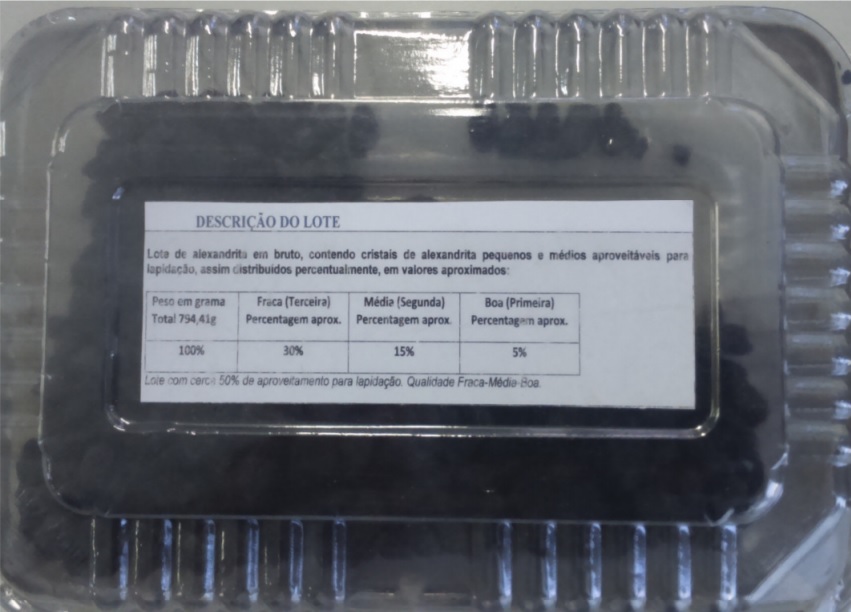 DESCRIÇÃO DO LOTE
Lote de alexandrita em bruto, contendo cristais de alexandrita pequenos e médios aproveitáveis para
lapidação, assim distribuidos percentualmente, em valores aproximados:
Peso em grama Fraca (Terceira) Média (Segunda) Boa (Primeira)
Total 794,41g Percentagem aprox. Percentagem aprox. Percentagem aprox.
100% 30% 15% 5%
Lote com cerca 50% de aproveitamento para lapidação. Qualidade Fraca-Média-Boa.